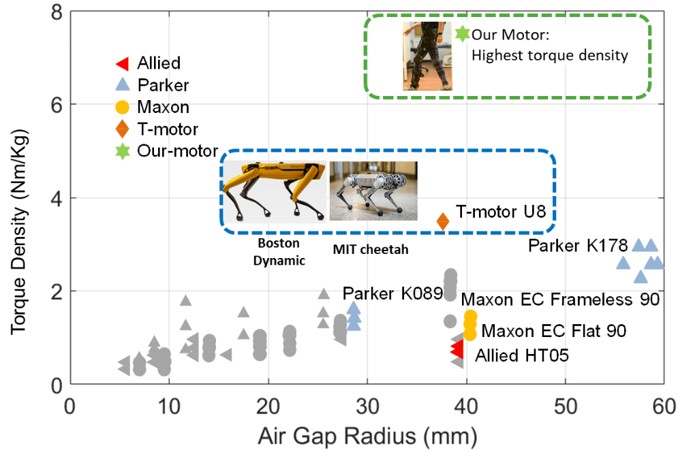 8
6
4
2
0
Torque Density (Nm/Kg)
Allied
Parker
Maxon
T-motor
Our-motor
Our Motor:
Highest torque density
T-motor U8
Boston
Dynamic
MIT cheetah
Parker K178
Parker K089
Maxon EC Frameless 90
Maxon EC Flat 90
Allied HT05
0
10
20
30
40
50
60
Air Gap Radius (mm)